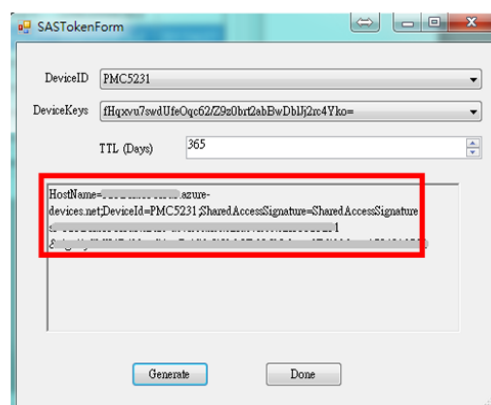 SASTokenForm
DeviceID PMC5231
DeviceKeys fHqxvu7swdUfeOqc62/Z9z0brt2abBwDblJj2rc4Yko=
TTL (Days) 365
HostName= .azure-
devices.net;DeviceId=PMC5231;SharedAccessSignature=SharedAccessSignature
Generate Done